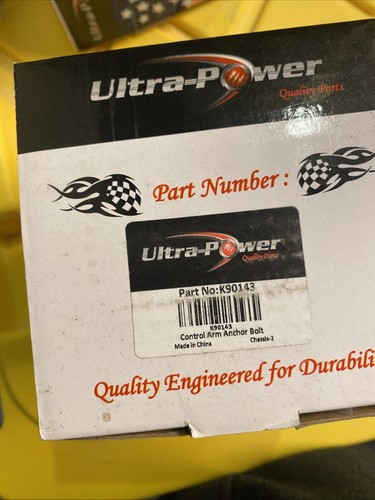 Ultra-Power
Quality Parts
Part Number :
Ultra-Power
Quality Parts
Part No:K90143
K90143
Control Arm Anchor Bolt
Made in China Chassis-2
Quality Engineered for Durabili